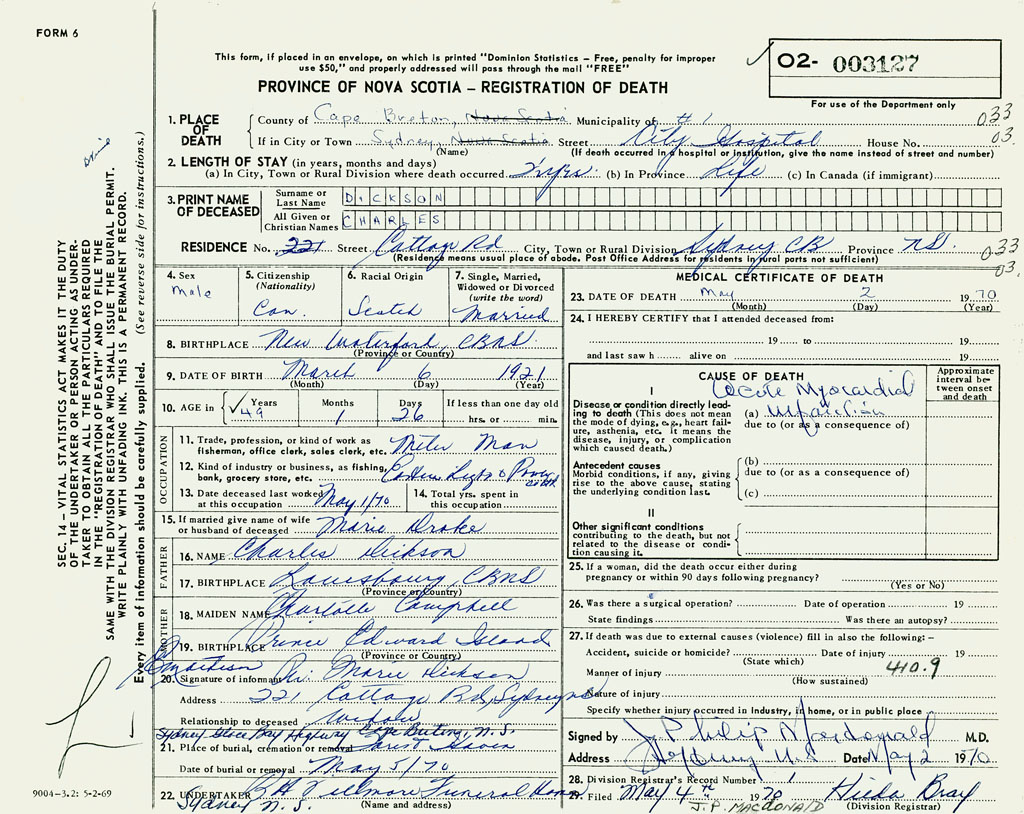 FORM 6
This form, if placed in an envelope, on which is printed "Dominion Statistics – Free, penalty for improper
use $50," and properly addressed will pass through the mail "FREE"
O2- 003127
For use of the Department only
PROVINCE OF NOVA SCOTIA – REGISTRATION OF DEATH
1. PLACE OF DEATH
County of Cape Breton, Nova Scotia Municipality of #1 033
If in City or Town Sydney, Nova Scotia Street City Hospital House No. 03.
(Name) (If death occurred in a hospital or institution, give the name instead of street and number)
2. LENGTH OF STAY (in years, months and days)
(a) In City, Town or Rural Division where death occurred yrs. (b) In Province Life (c) In Canada (if immigrant)
3. PRINT NAME OF DECEASED
Surname or Last Name DICKSON
All Given or Christian Names CHARLES
RESIDENCE No. 221 Street Cottage Rd City, Town or Rural Division Sydney CB Province NS. 033
(Residence means usual place of abode. Post Office Address for residents in rural parts not sufficient) 03.
4. Sex
male
5. Citizenship
(Nationality)
Can.
6. Racial Origin
Scotch
7. Single, Married, Widowed or Divorced
(write the word)
Married
8. BIRTHPLACE New Waterford, CBNS
(Province or Country)
9. DATE OF BIRTH March 6 1921
(Month) (Day) (Year)
10. AGE in Years Months Days If less than one day old
49 1 26 hrs. or min.
OCCUPATION
11. Trade, profession, or kind of work as
fisherman, office clerk, sales clerk, etc. Meter Man
12. Kind of industry or business, as fishing,
bank, grocery store, etc. Eastern Light & Power
13. Date deceased last worked
at this occupation May 1/70
14. Total yrs. spent in
this occupation
15. If married give name of wife
or husband of deceased Marie Drake
FATHER
16. NAME Charles Dickson
17. BIRTHPLACE Louisbourg, CBNS
(Province or Country)
MOTHER
18. MAIDEN NAME Charlotte Campbell
19. BIRTHPLACE Prince Edward Island
(Province or Country)
20. Signature of informant Marie Dickson
Address 221 Cottage Rd, Sydney
Relationship to deceased Widow
Sydney Glace Bay Highway Cape Breton, N.S.
21. Place of burial, cremation or removal Forest Haven
Date of burial or removal May 5/70
22. UNDERTAKER Fillmore Funeral Home
Sydney N.S. (Name and address)
MEDICAL CERTIFICATE OF DEATH
23. DATE OF DEATH May 2 1970
(Month) (Day) (Year)
24. I HEREBY CERTIFY that I attended deceased from:
19 to 19
and last saw h alive on 19
CAUSE OF DEATH
Approximate interval between onset and death
I
Acute Myocardial
Disease or condition directly leading
to death (This does not mean
the mode of dying, e.g., heart failure,
asthenia, etc. It means the
disease, injury, or complication
which caused death.)
(a) Infarction
due to (or as a consequence of)
Antecedent causes
Morbid conditions, if any, giving
rise to the above cause, stating
the underlying condition last.
(b)
due to (or as a consequence of)
(c)
II
Other significant conditions
contributing to the death, but not
related to the disease or condition
causing it.
25. If a woman, did the death occur either during
pregnancy or within 90 days following pregnancy?
(Yes or No)
26. Was there a surgical operation? Date of operation 19
State findings Was there an autopsy?
27. If death was due to external causes (violence) fill in also the following: –
Accident, suicide or homicide? Date of injury 19
(State which)
Manner of injury 410.9
(How sustained)
Nature of injury
Specify whether injury occurred in Industry, in home, or in public place
Signed by J. Philip Macdonald M.D.
Address Sydney N.S Date May 2 1970
28. Division Registrar's Record Number 1
29. Filed May 4th 1970 Hilda Bray
J.P. MACDONALD (Division Registrar)
SEC. 14 – VITAL STATISTICS ACT MAKES IT THE DUTY
OF THE UNDERTAKER OR PERSON ACTING AS UNDERTAKER
TO OBTAIN ALL THE PARTICULARS REQUIRED
IN THE "REGISTRATION OF DEATH" AND TO FILE THE
SAME WITH THE DIVISION REGISTRAR WHO SHALL ISSUE THE BURIAL PERMIT.
WRITE PLAINLY WITH UNFADING INK. THIS IS A PERMANENT RECORD.
Every item of information should be carefully supplied. (See reverse side for instructions.)
9004-3.2: 5-2-69